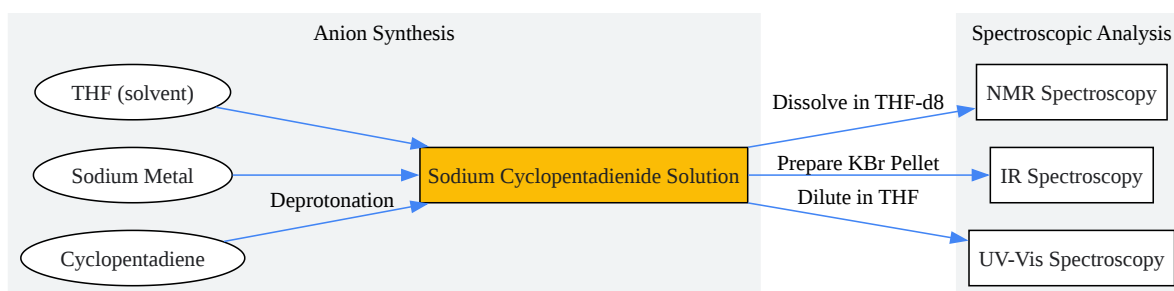 Anion Synthesis
Spectroscopic Analysis
THF (solvent)
Dissolve in THF-d8
NMR Spectroscopy
Sodium Metal
Sodium Cyclopentadienide Solution
Prepare KBr Pellet
IR Spectroscopy
Deprotonation
Dilute in THF
Cyclopentadiene
UV-Vis Spectroscopy